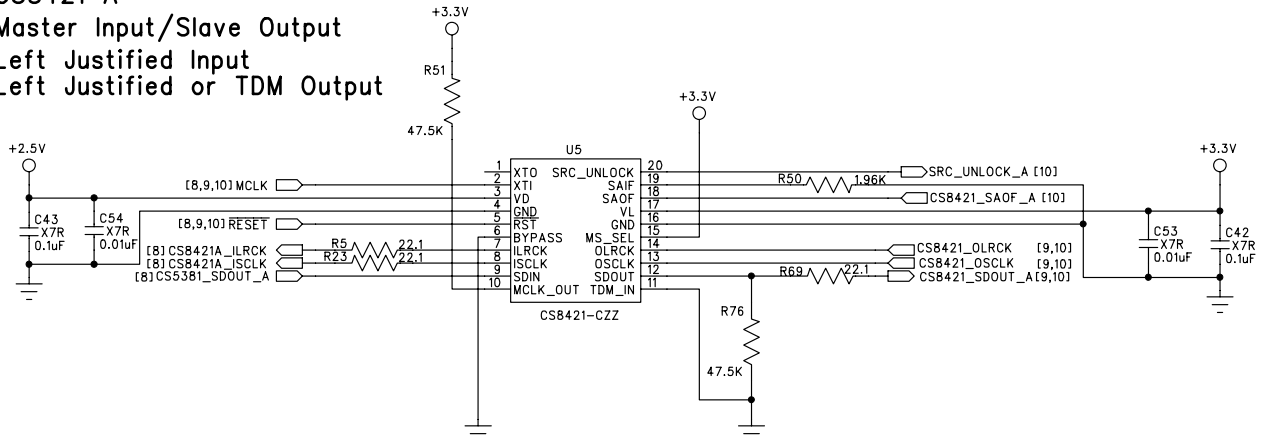 Master Input/Slave Output
Left Justified Input
Left Justified or TDM Output
+3.3V
R51
47.5K
+3.3V
+2.5V
+3.3V
U5
1 XTO SRC_UNLOCK 20
2 XTI SAIF 19
3 VD SAOF 18
4 GND VL 17
5 RST GND 16
6 BYPASS MS_SEL 15
7 ILRCK OLRCK 14
8 ISCLK OSCLK 13
9 SDIN SDOUT 12
10 MCLK_OUT TDM_IN 11
CS8421-CZZ
[8,9,10] MCLK
[8,9,10] RESET
[8] CS8421A_ILRCK
[8] CS8421A_ISCLK
[8] CS5381_SDOUT_A
R5 22.1
R23 22.1
C43
X7R
0.1uF
C54
X7R
0.01uF
SRC_UNLOCK_A [10]
R50 1.96K
CS8421_SAOF_A [10]
CS8421_OLRCK [9,10]
CS8421_OSCLK [9,10]
R69 22.1
CS8421_SDOUT_A[9,10]
C53
X7R
0.01uF
C42
X7R
0.1uF
R76
47.5K